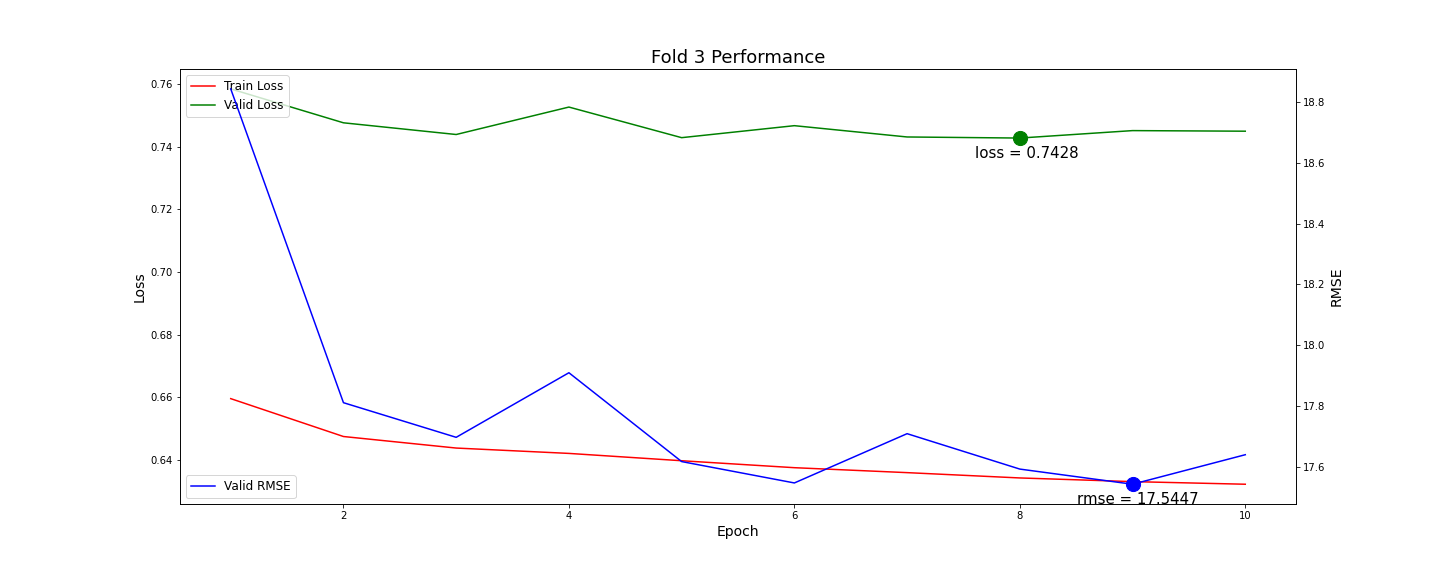 Fold 3 Performance
Train Loss
Valid Loss
Valid RMSE
loss = 0.7428
rmse = 17.5447
Loss
0.76
0.74
0.72
0.70
0.68
0.66
0.64
RMSE
18.8
18.6
18.4
18.2
18.0
17.8
17.6
2
4
6
8
10
Epoch